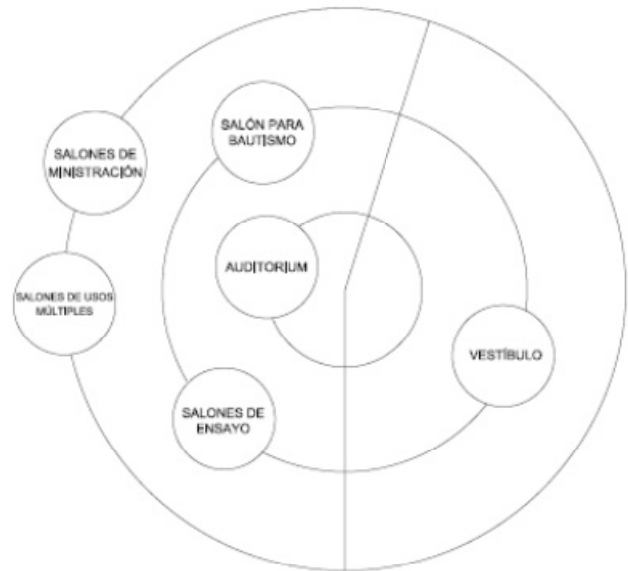 SALÓN PARA
BAUTISMO
SALONES DE
MINISTRACIÓN
AUDITORIUM
SALONES DE USOS
MÚLTIPLES
VESTÍBULO
SALONES DE
ENSAYO